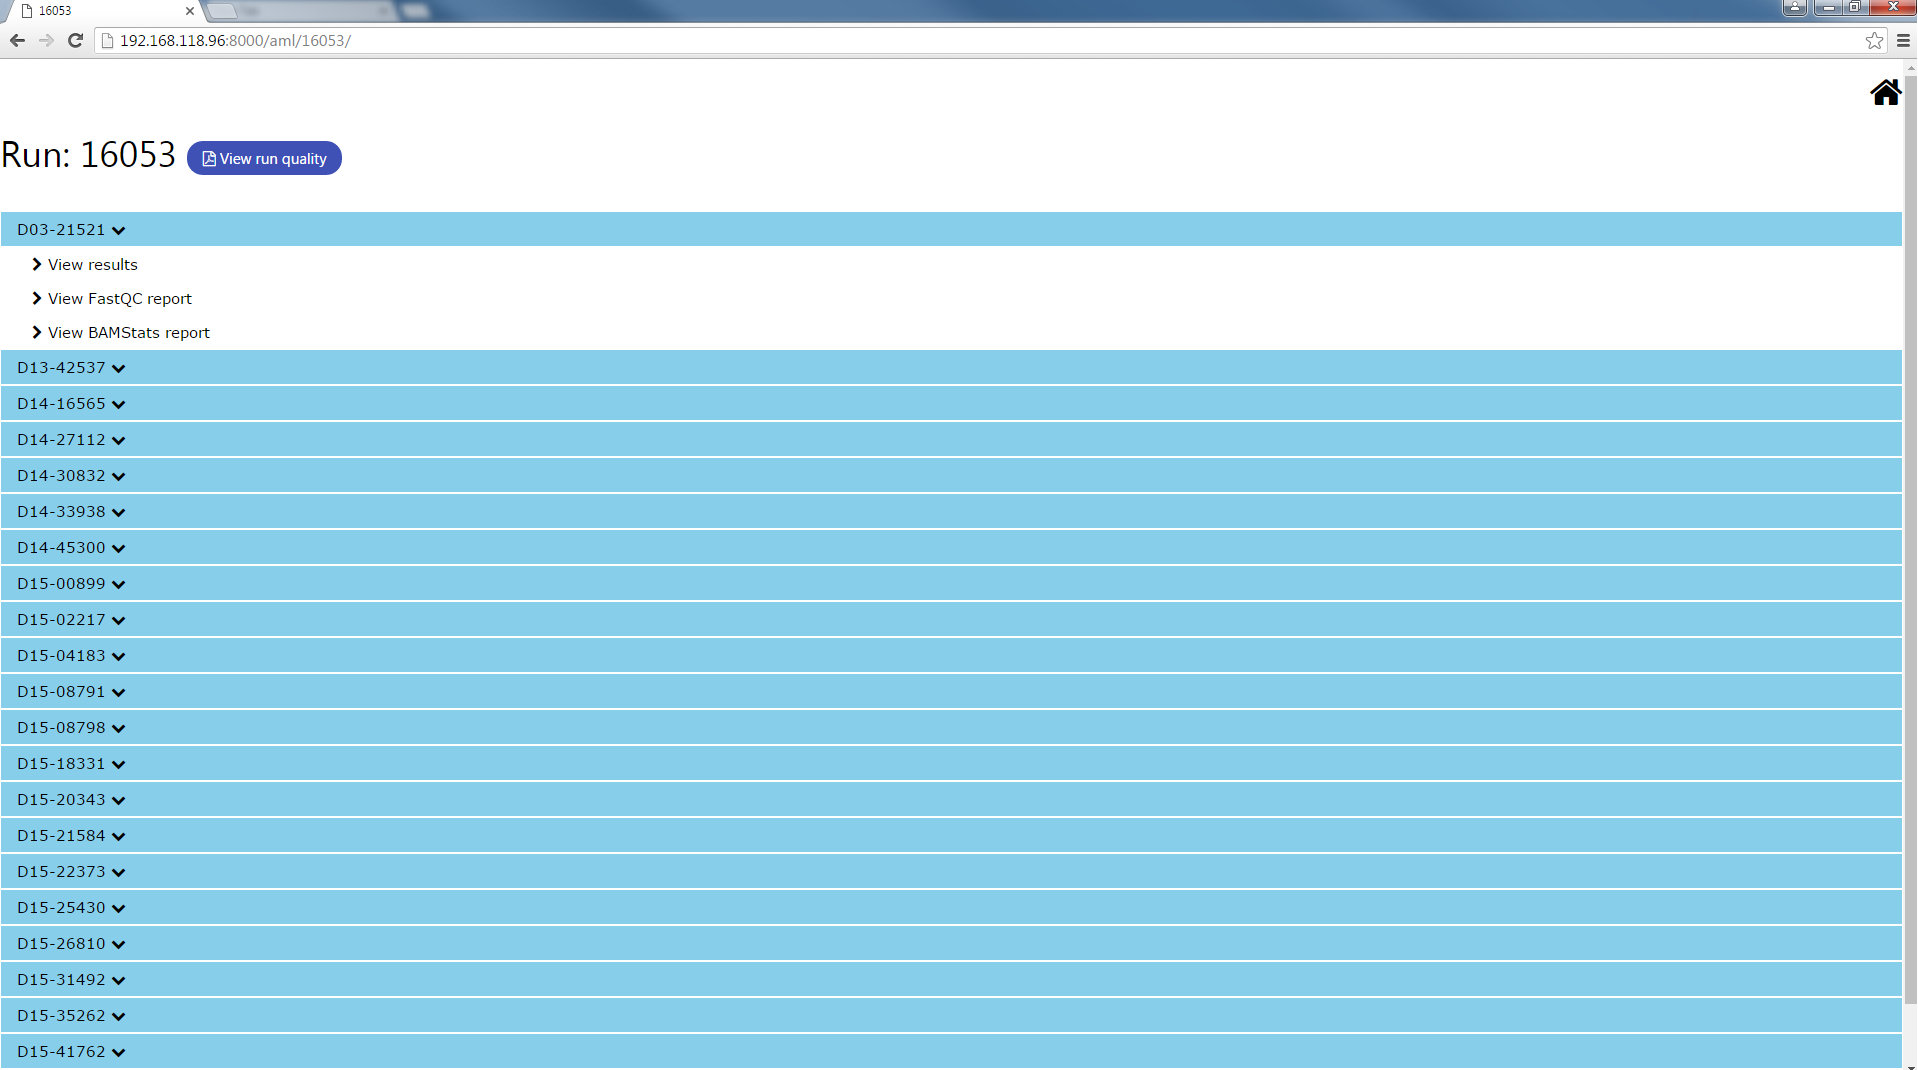 16053
192.168.118.96:8000/aml/16053/
Run: 16053 View run quality
D03-21521
View results
View FastQC report
View BAMStats report
D13-42537
D14-16565
D14-27112
D14-30832
D14-33938
D14-45300
D15-00899
D15-02217
D15-04183
D15-08791
D15-08798
D15-18331
D15-20343
D15-21584
D15-22373
D15-25430
D15-26810
D15-31492
D15-35262
D15-41762